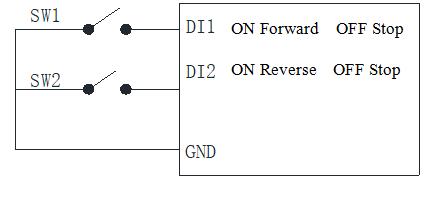 SW1
DI1 ON Forward OFF Stop
SW2
DI2 ON Reverse OFF Stop
GND